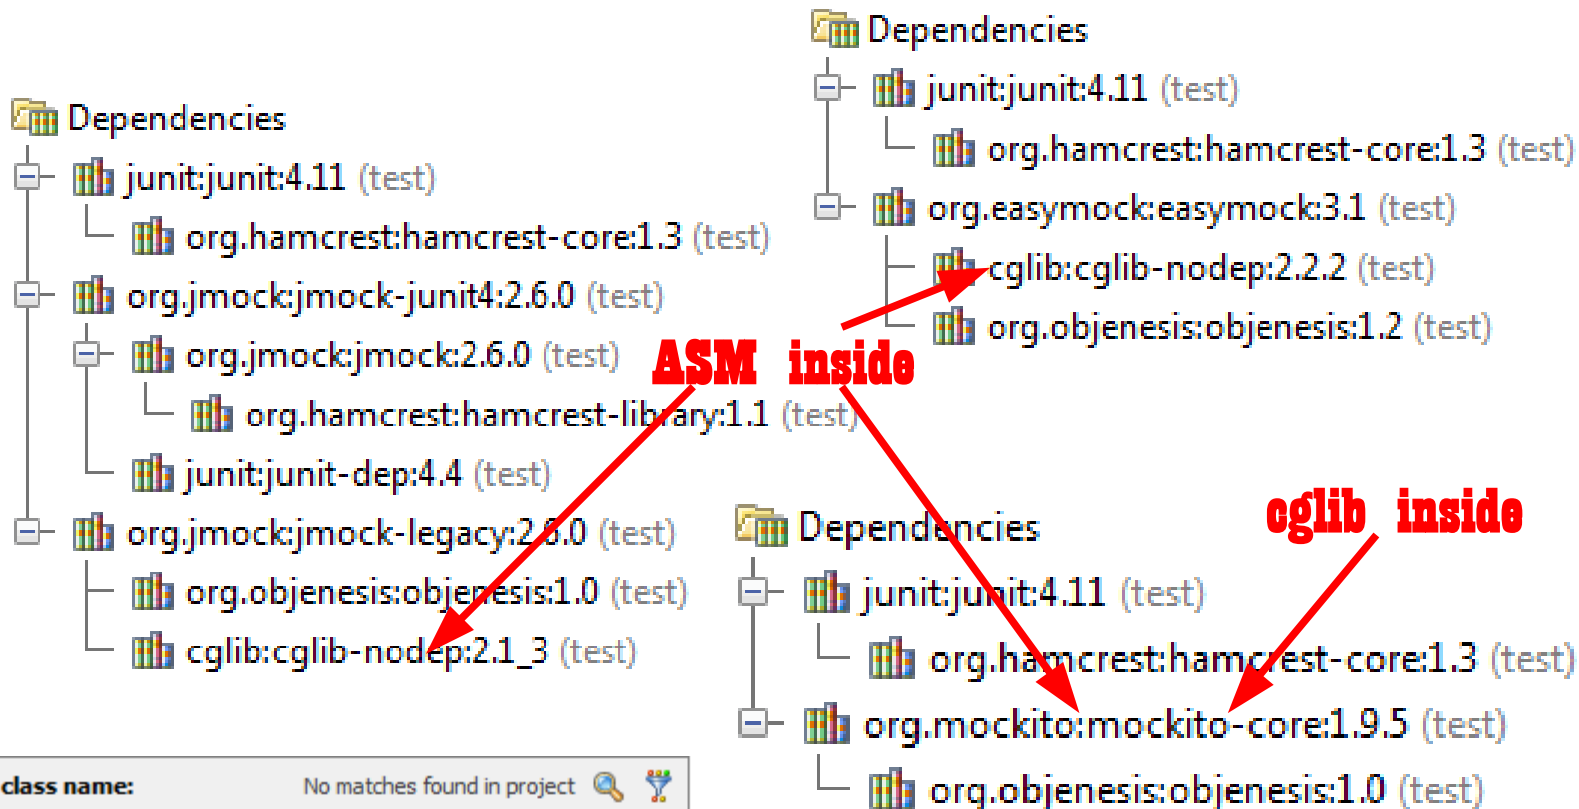 Dependencies
junit:junit:4.11 (test)
org.hamcrest:hamcrest-core:1.3 (test)
org.jmock:jmock-junit4:2.6.0 (test)
org.jmock:jmock:2.6.0 (test)
org.hamcrest:hamcrest-library:1.1 (test)
junit:junit-dep:4.4 (test)
org.jmock:jmock-legacy:2.6.0 (test)
org.objenesis:objenesis:1.0 (test)
cglib:cglib-nodep:2.1_3 (test)
class name: No matches found in project
Dependencies
junit:junit:4.11 (test)
org.hamcrest:hamcrest-core:1.3 (test)
org.easymock:easymock:3.1 (test)
cglib:cglib-nodep:2.2.2 (test)
org.objenesis:objenesis:1.2 (test)
ASM inside
cglib inside
Dependencies
junit:junit:4.11 (test)
org.hamcrest:hamcrest-core:1.3 (test)
org.mockito:mockito-core:1.9.5 (test)
org.objenesis:objenesis:1.0 (test)